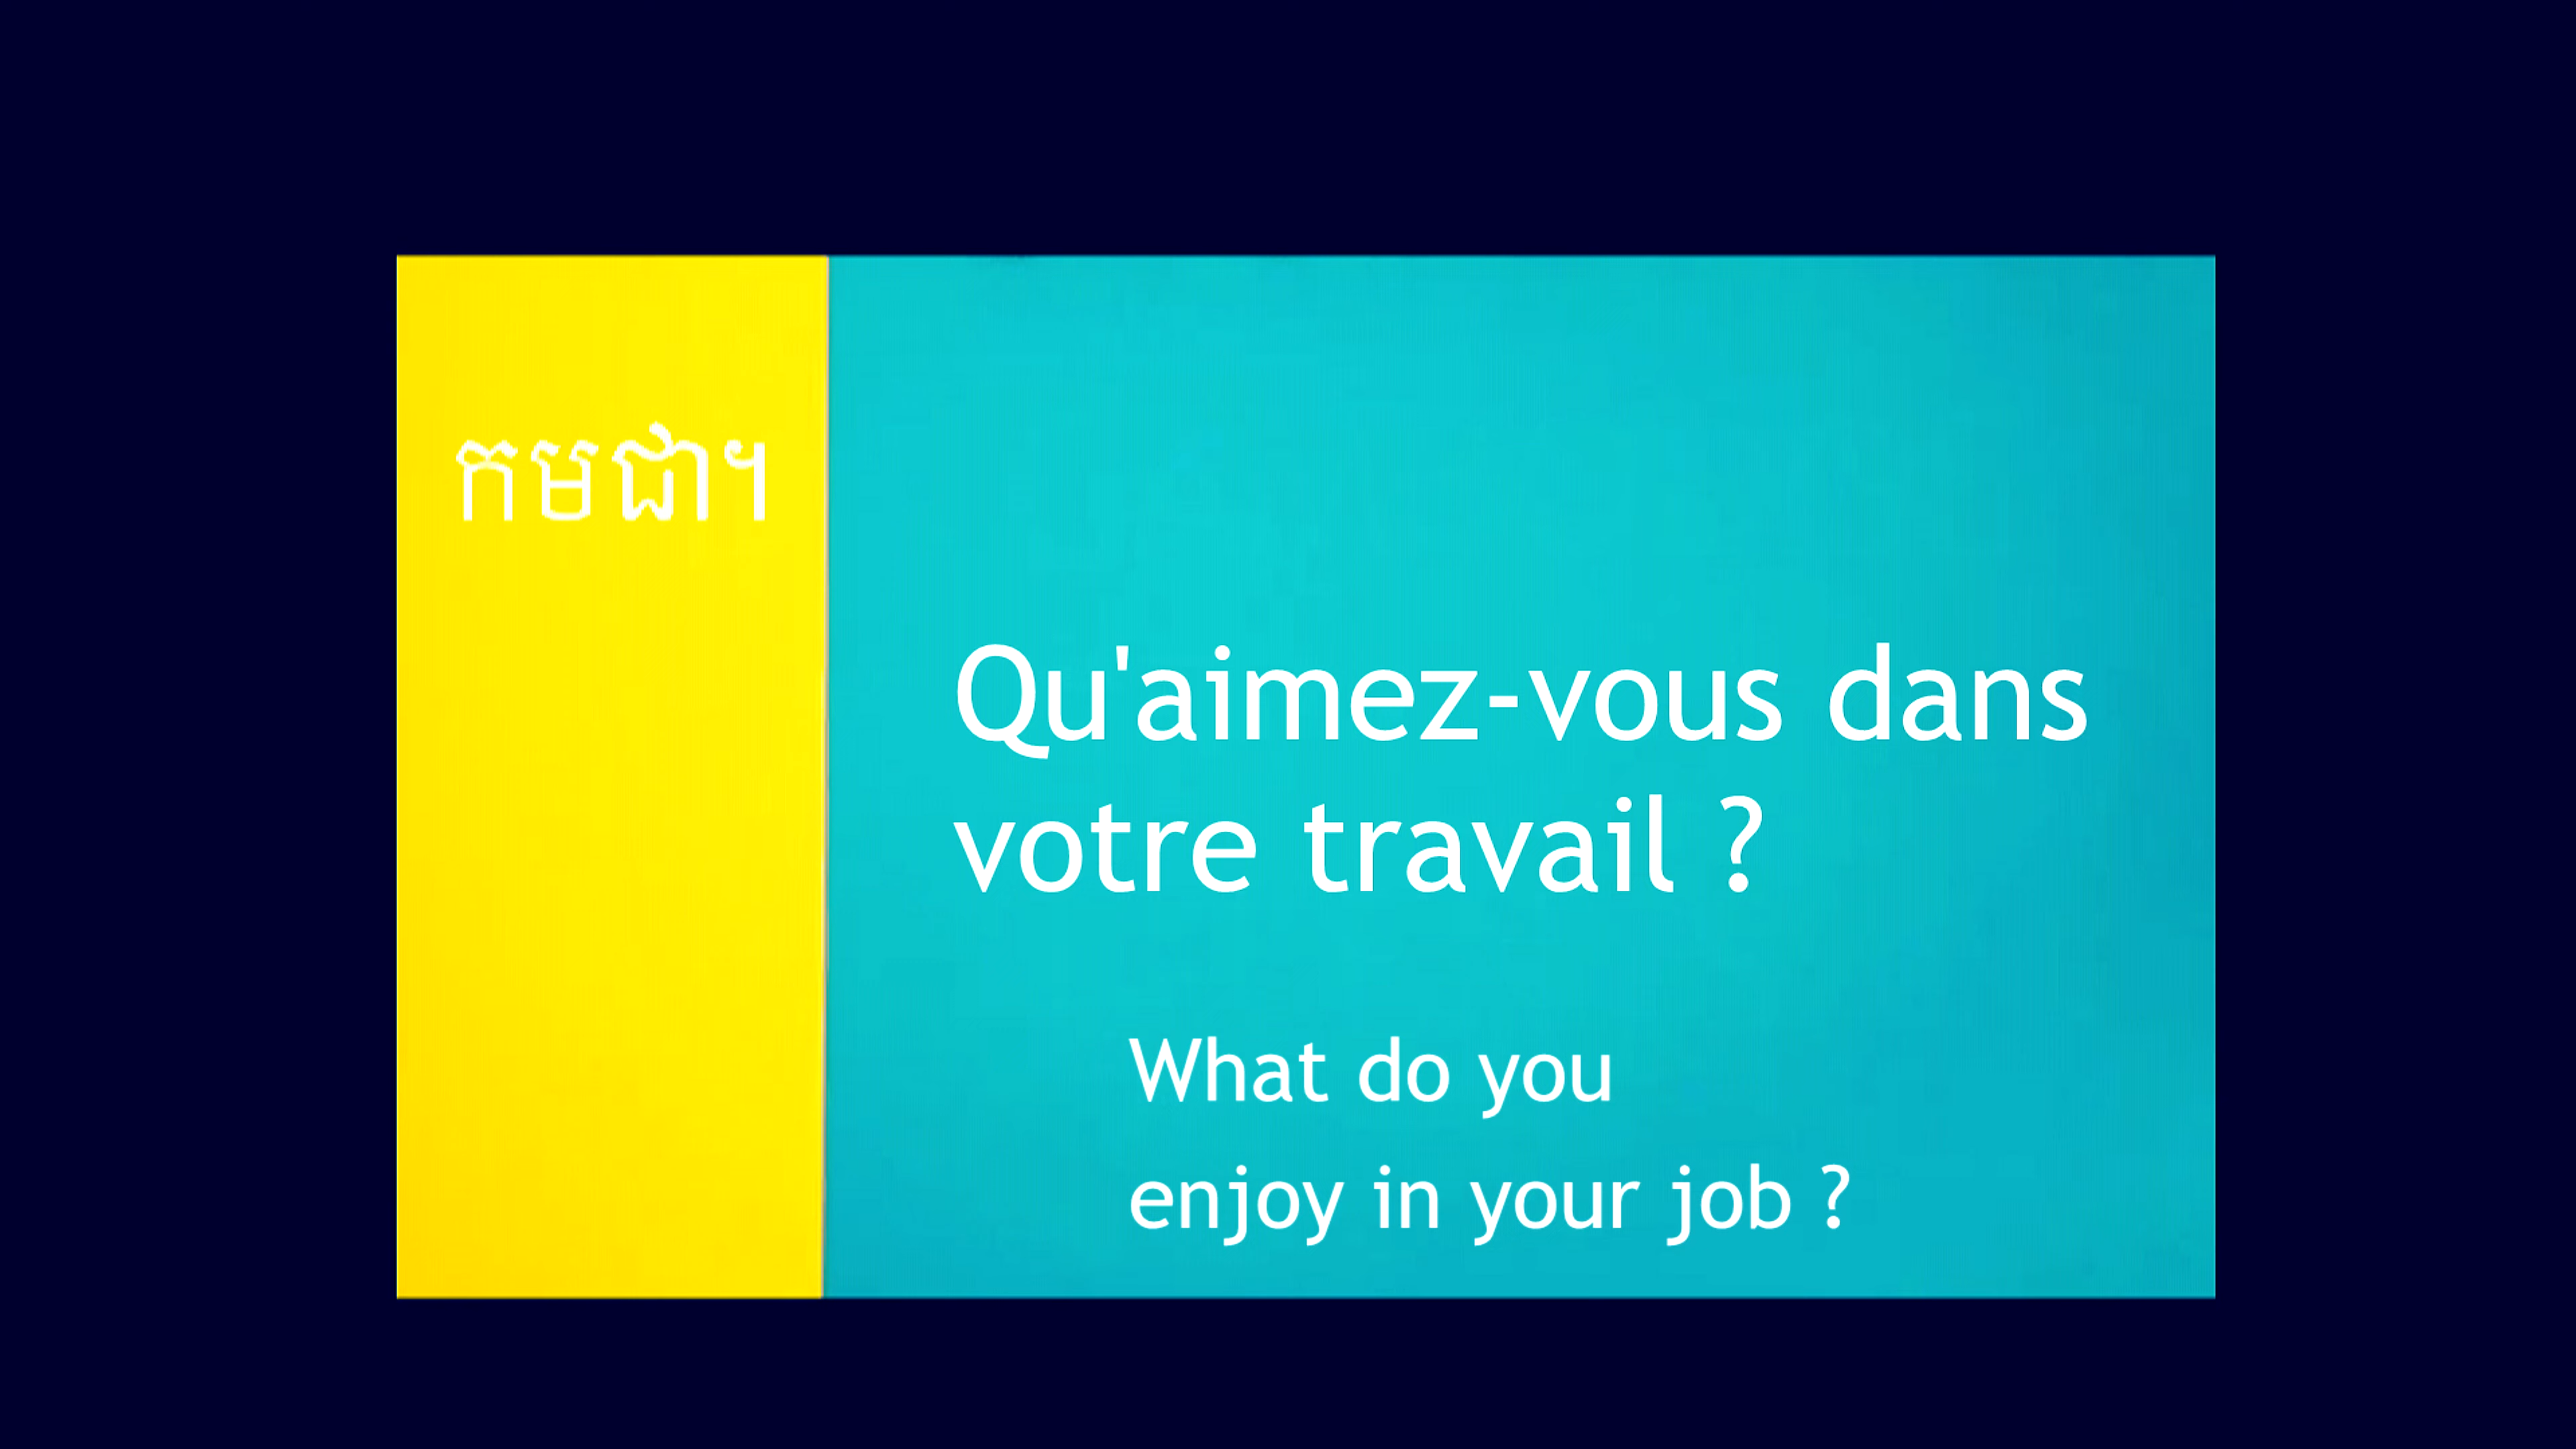 កមជា។
Qu'aimez-vous dans
votre travail ?
What do you
enjoy in your job ?